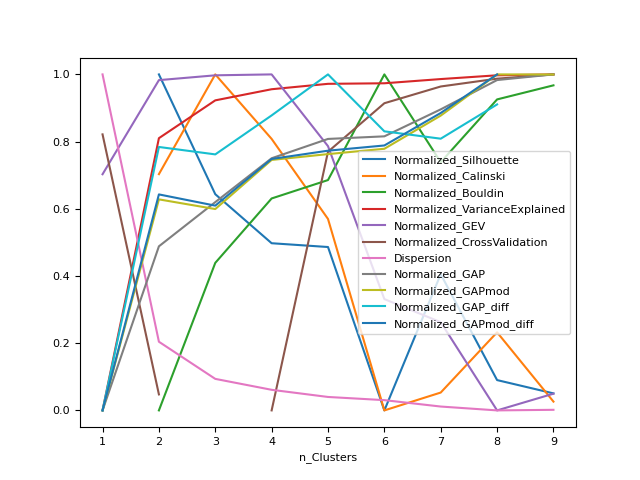 1.0
0.8
0.6
0.4
0.2
0.0
Normalized_Silhouette
Normalized_Calinski
Normalized_Bouldin
Normalized_VarianceExplained
Normalized_GEV
Normalized_CrossValidation
Dispersion
Normalized_GAP
Normalized_GAPmod
Normalized_GAP_diff
Normalized_GAPmod_diff
1 2 3 4 5 6 7 8 9
n_Clusters